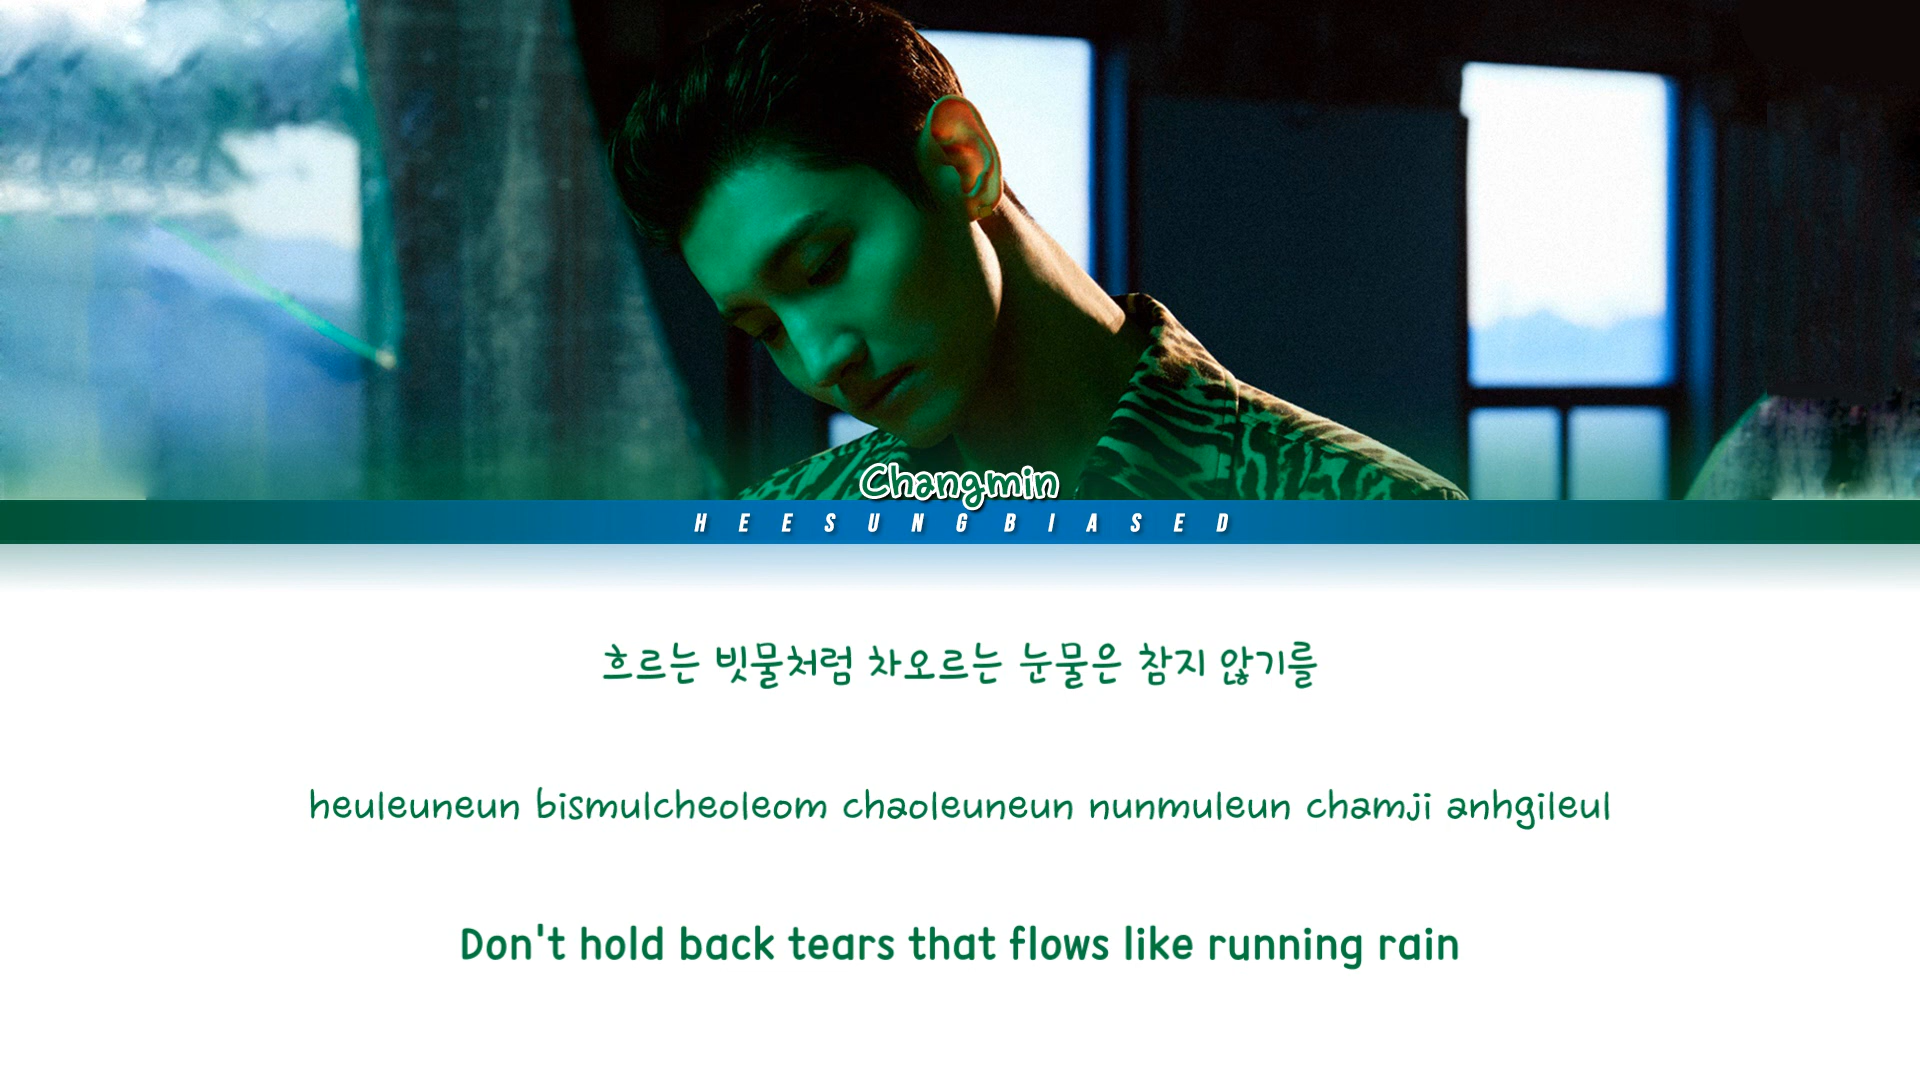 Changmin
HEESUNGBIASED
흐르는 빗물처럼 차오르는 눈물은 참지 않기를
heuleuneun bismulcheoleom chaoleuneun nunmuleun chamji anhgileul
Don't hold back tears that flows like running rain